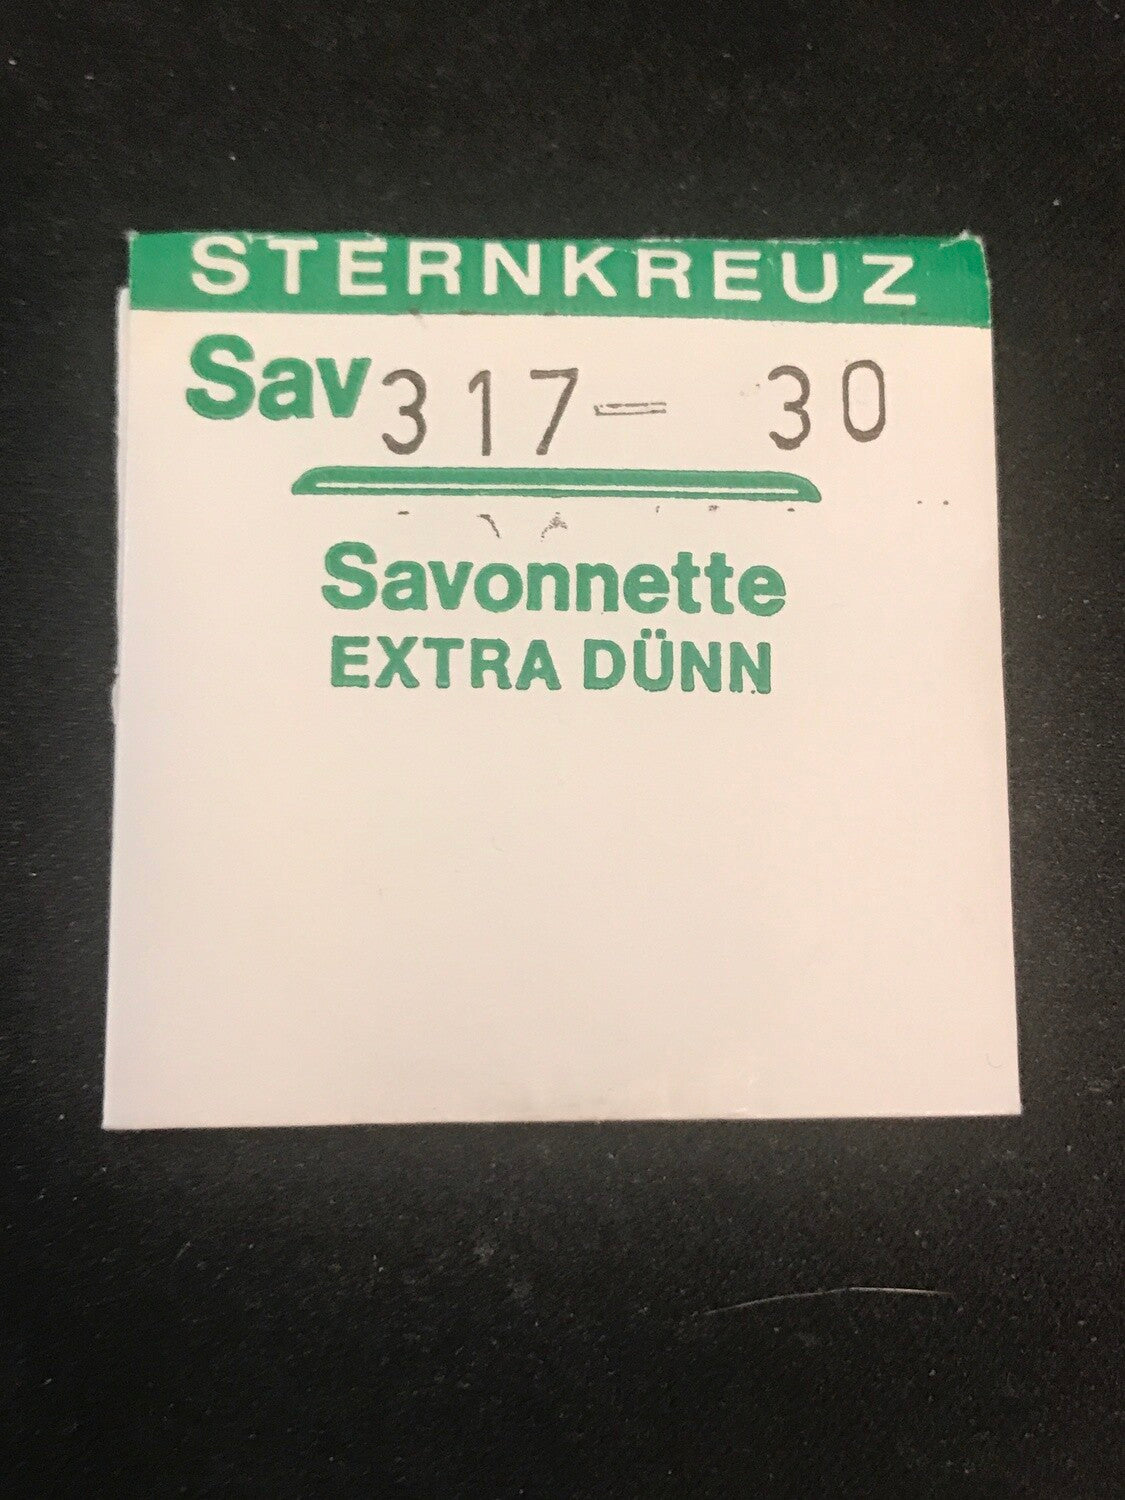 STERNKREUZ
Sav 317= 30
Savonnette
EXTRA DÜNN